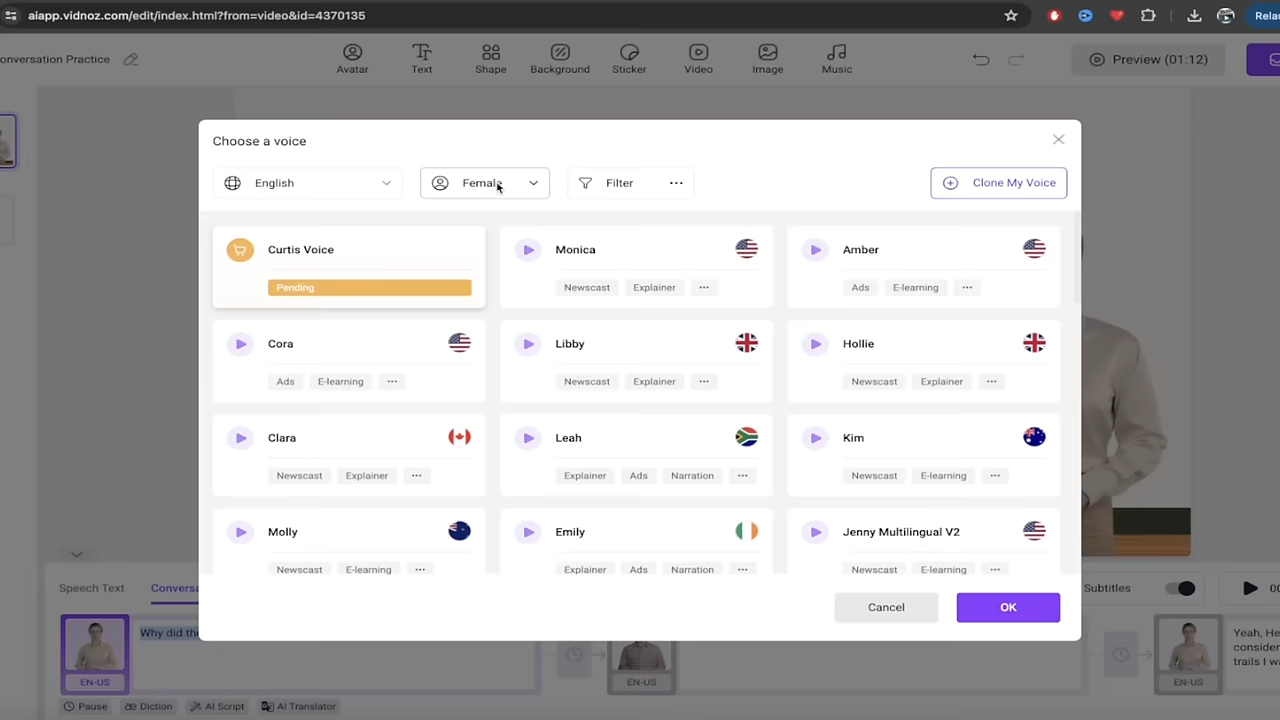 aiapp.vidnoz.com/edit/index.html?from=video&id=4370135
Relau
onversation Practice
Avatar
Text
Shape
Background
Sticker
Video
Image
Music
Preview (01:12)
Choose a voice
English
Female
Filter
Clone My Voice
Curtis Voice
Pending
Monica
Newscast Explainer ...
Amber
Ads E-learning ...
Cora
Ads E-learning ...
Libby
Newscast Explainer ...
Hollie
Newscast Explainer ...
Clara
Newscast Explainer ...
Leah
Explainer Ads Narration ...
Kim
Newscast E-learning ...
Molly
Newscast E-learning ...
Emily
Explainer Ads Narration ...
Jenny Multilingual V2
Newscast E-learning ...
Cancel
OK
Speech Text
Conversa
Subtitles
00
Why did the
EN-US
EN-US
EN-US
Yeah, He
consider
trails I wa
Pause
Diction
AI Script
AI Translator